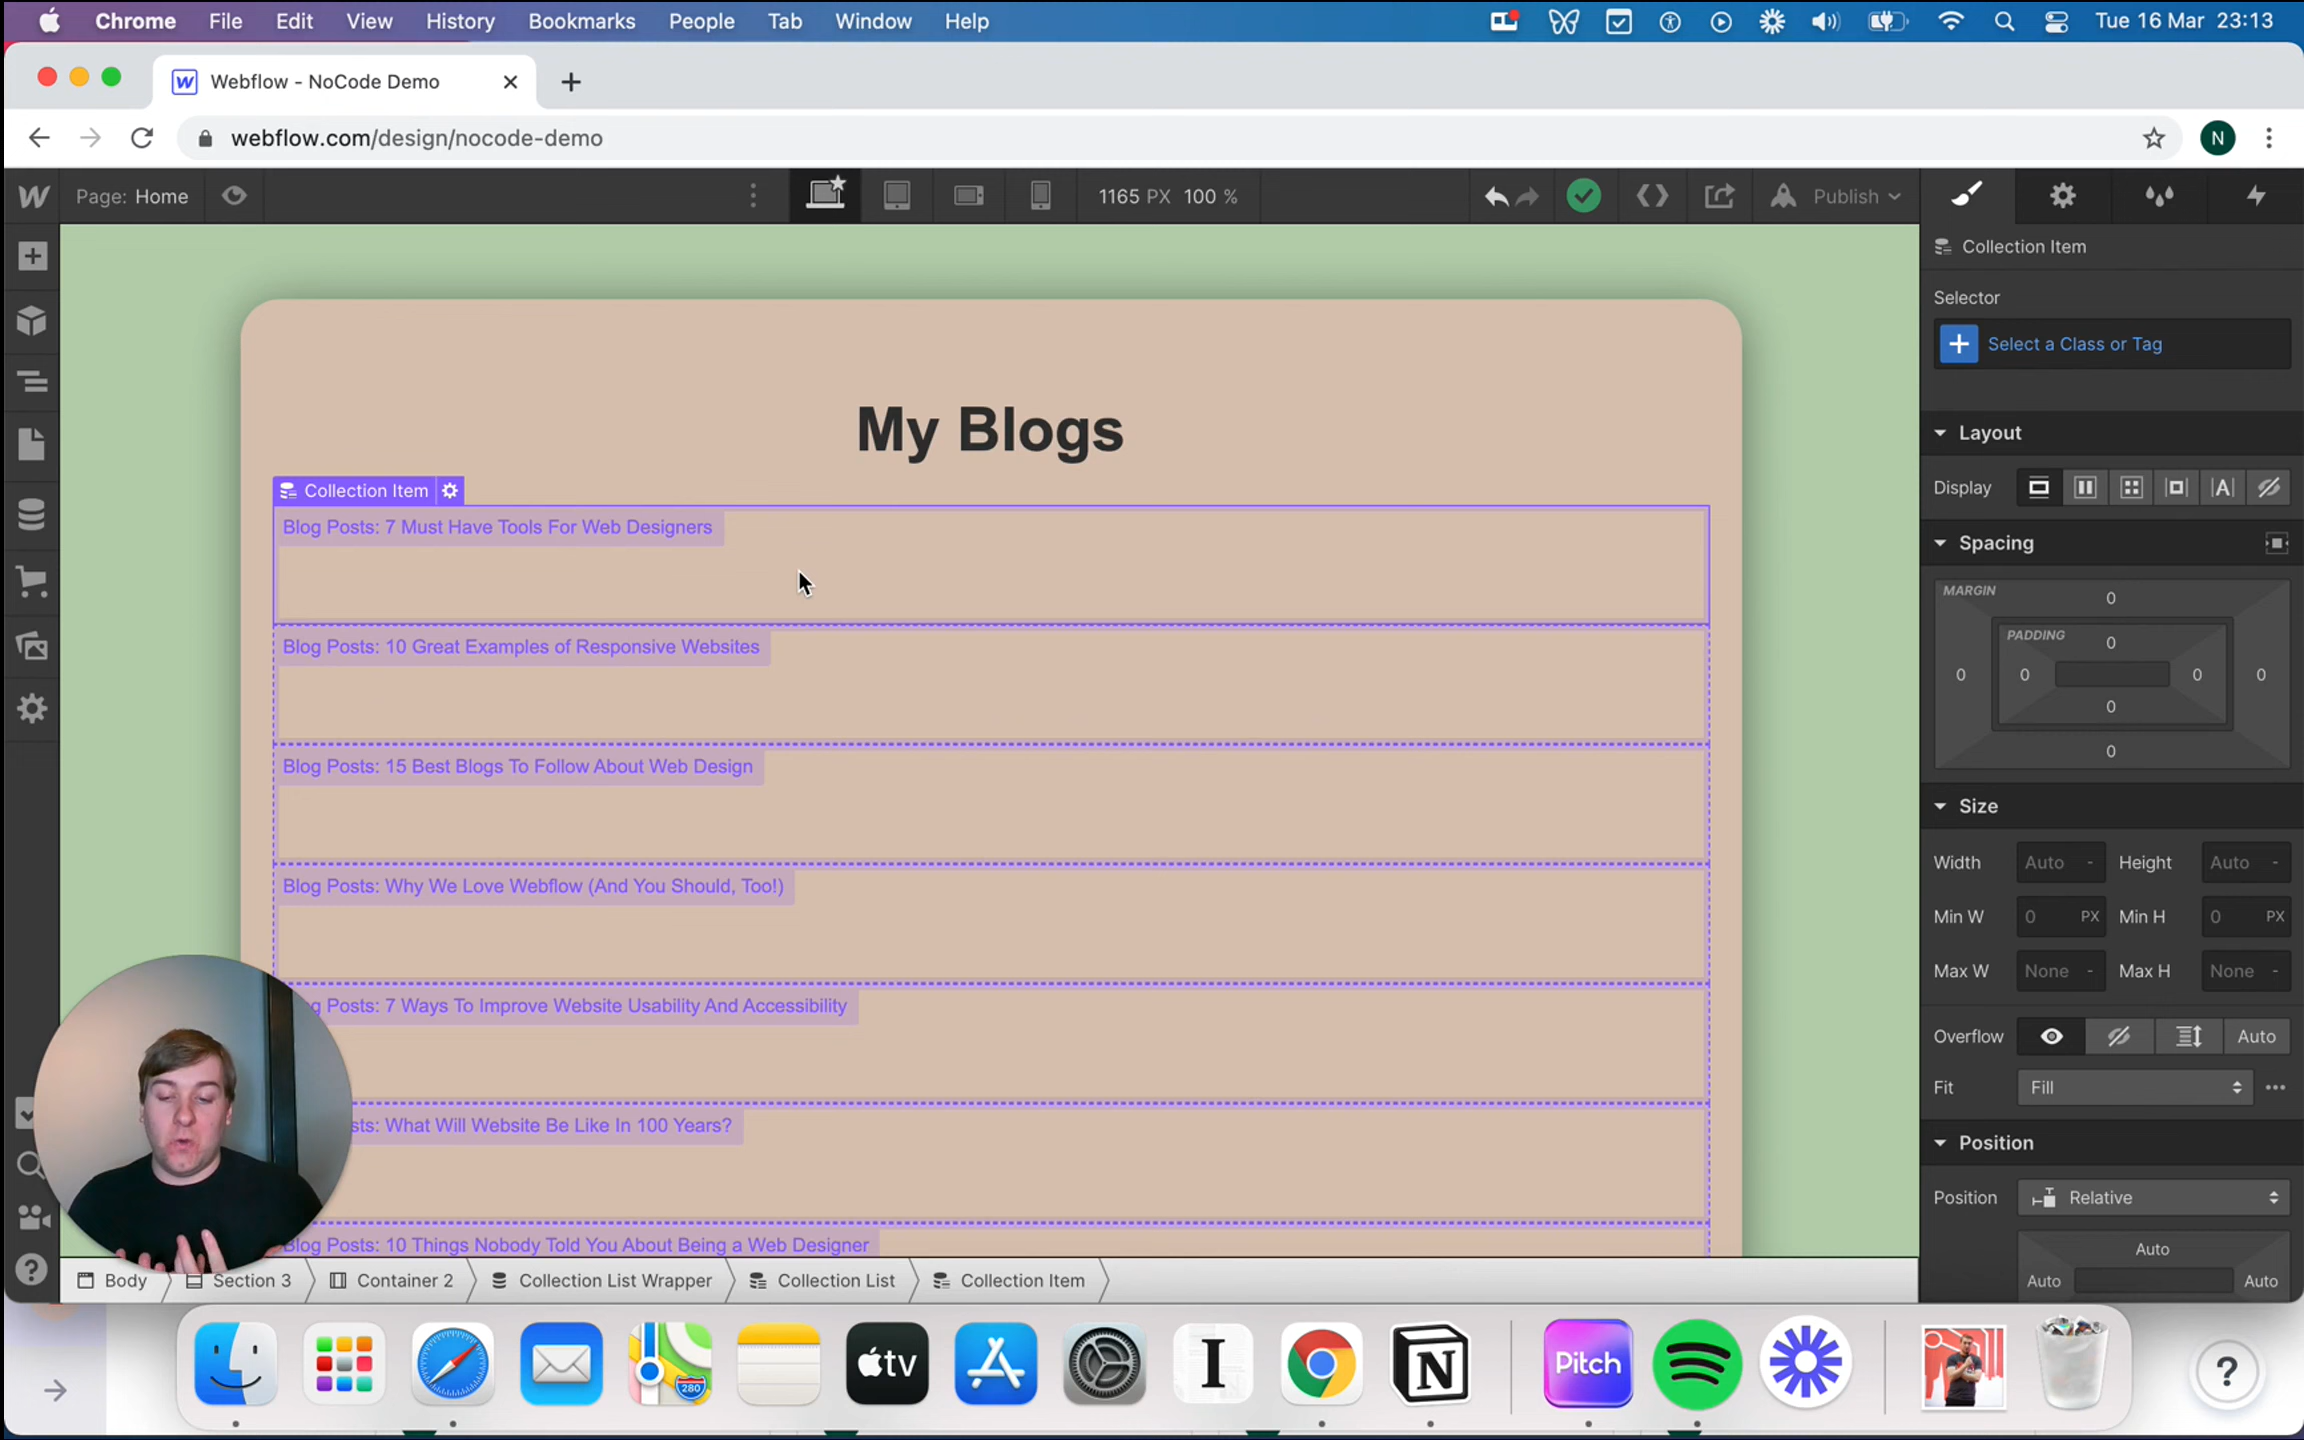 Chrome File Edit View History Bookmarks People Tab Window Help Tue 16 Mar 23:13
Webflow - NoCode Demo
webflow.com/design/nocode-demo N
Page: Home 1165 PX 100 % Publish
Collection Item
Selector
Select a Class or Tag
Layout
Display
Spacing
MARGIN
0
PADDING
0
0 0 0 0
0
0
Size
Width Auto - Height Auto -
Min W 0 PX Min H 0 PX
Max W None - Max H None -
Overflow Auto
Fit Fill
Position
Position Relative
Auto
Auto Auto
My Blogs
Collection Item
Blog Posts: 7 Must Have Tools For Web Designers
Blog Posts: 10 Great Examples of Responsive Websites
Blog Posts: 15 Best Blogs To Follow About Web Design
Blog Posts: Why We Love Webflow (And You Should, Too!)
Posts: 7 Ways To Improve Website Usability And Accessibility
sts: What Will Website Be Like In 100 Years?
Blog Posts: 10 Things Nobody Told You About Being a Web Designer
Body Section 3 Container 2 Collection List Wrapper Collection List Collection Item
280 tv I N Pitch ?